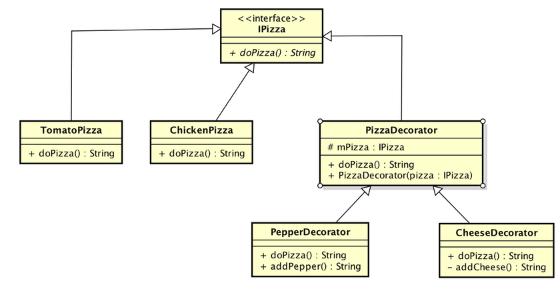 <<interface>>
IPizza
+ doPizza() : String
TomatoPizza
+ doPizza() : String
ChickenPizza
+ doPizza() : String
PizzaDecorator
# mPizza : IPizza
+ doPizza() : String
+ PizzaDecorator(pizza : IPizza)
PepperDecorator
+ doPizza() : String
+ addPepper() : String
CheeseDecorator
+ doPizza() : String
- addCheese() : String